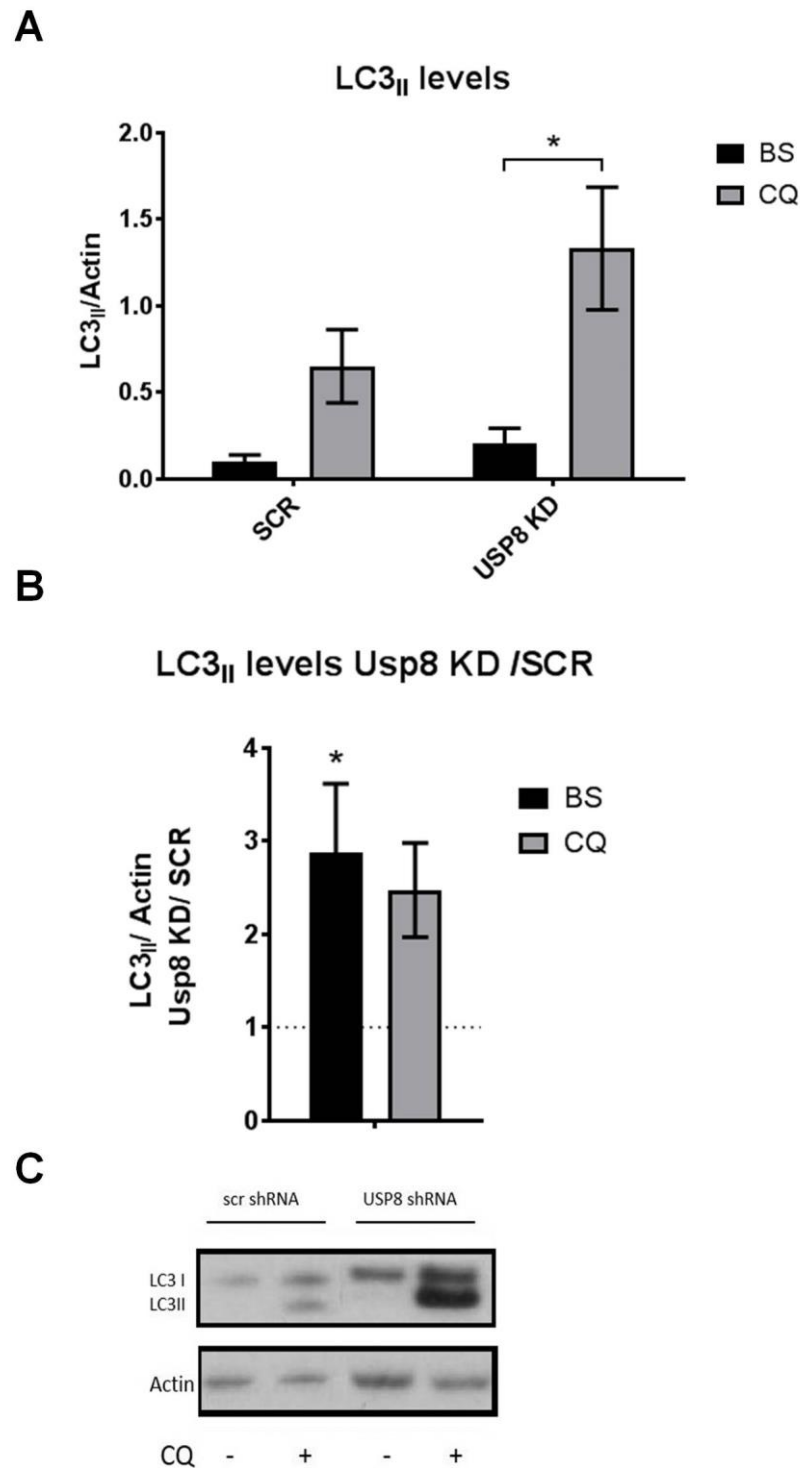 A
LC3II levels
2.0
1.5
1.0
0.5
0.0
LC3II/Actin
*
BS
CQ
SCR
USP8 KD
B
LC3II levels Usp8 KD /SCR
4
3
2
1
0
LC3II/ Actin
Usp8 KD/ SCR
*
BS
CQ
C
scr shRNA USP8 shRNA
LC3 I
LC3II
Actin
CQ - + - +